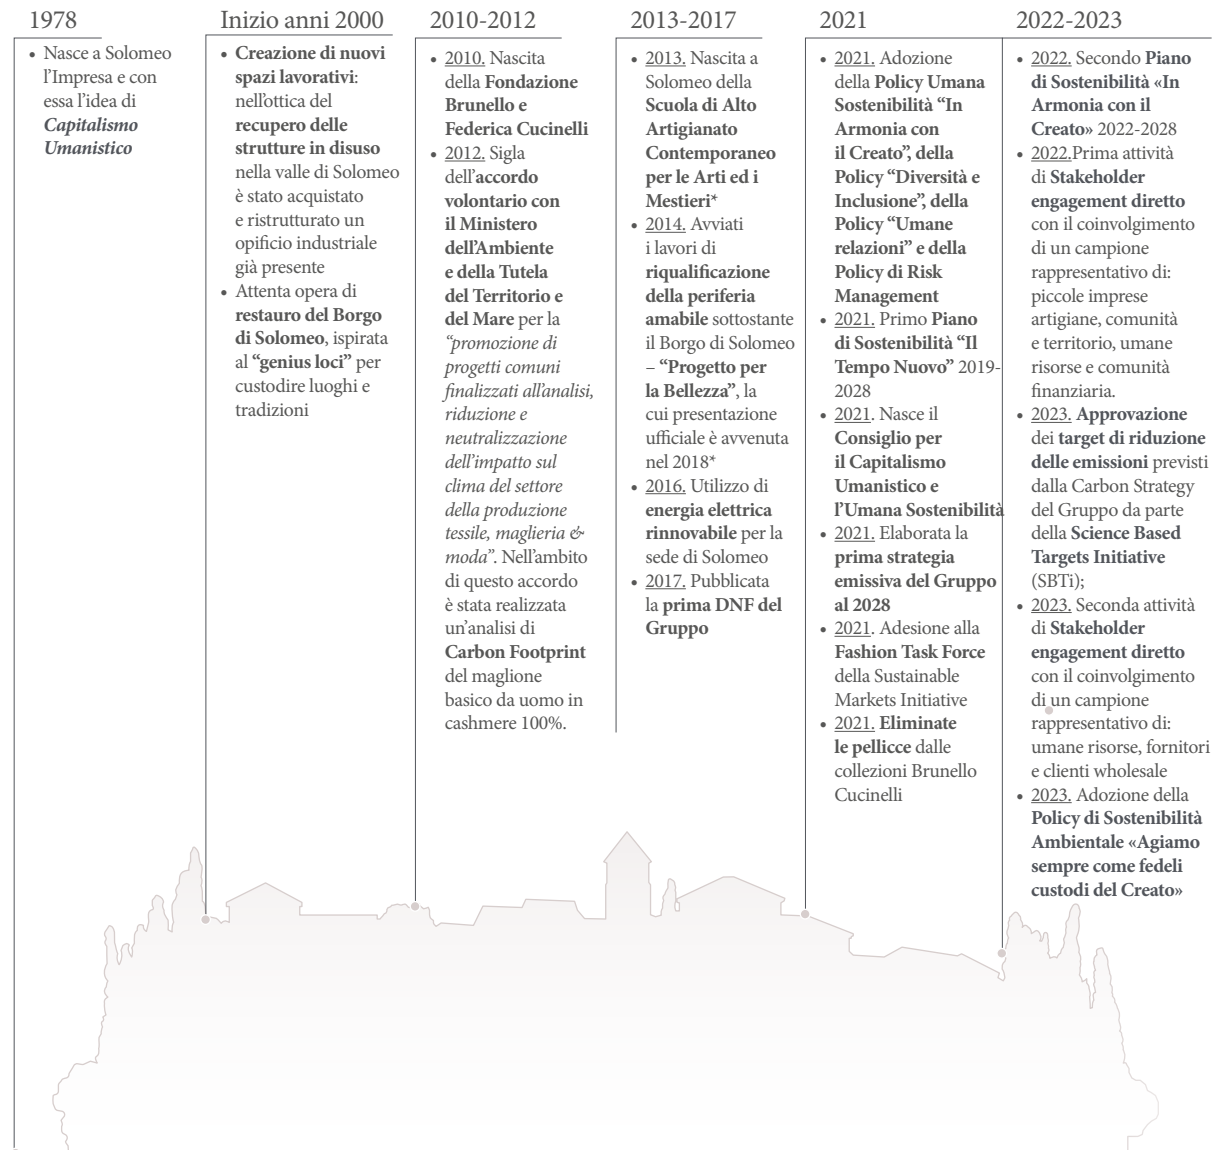 1978
• Nasce a Solomeo
l'Impresa e con
essa l'idea di
Capitalismo
Umanistico
Inizio anni 2000
• Creazione di nuovi
spazi lavorativi:
nell'ottica del
recupero delle
strutture in disuso
nella valle di Solomeo
è stato acquistato
e ristrutturato un
opificio industriale
già presente
• Attenta opera di
restauro del Borgo
di Solomeo, ispirata
al “genius loci” per
custodire luoghi e
tradizioni
2010-2012
• 2010. Nascita
della Fondazione
Brunello e
Federica Cucinelli
• 2012. Sigla
dell'accordo
volontario con
il Ministero
dell'Ambiente
e della Tutela
del Territorio e
del Mare per la
“promozione di
progetti comuni
finalizzati all'analisi,
riduzione e
neutralizzazione
dell'impatto sul
clima del settore
della produzione
tessile, maglieria &
moda”. Nell'ambito
di questo accordo
è stata realizzata
un'analisi di
Carbon Footprint
del maglione
basico da uomo in
cashmere 100%.
2013-2017
• 2013. Nascita a
Solomeo della
Scuola di Alto
Artigianato
Contemporaneo
per le Arti ed i
Mestieri*
• 2014. Avviati
i lavori di
riqualificazione
della periferia
amabile sottostante
il Borgo di Solomeo
– “Progetto per
la Bellezza”, la
cui presentazione
ufficiale è avvenuta
nel 2018*
• 2016. Utilizzo di
energia elettrica
rinnovabile per la
sede di Solomeo
• 2017. Pubblicata
la prima DNF del
Gruppo
2021
• 2021. Adozione
della Policy Umana
Sostenibilità “In
Armonia con
il Creato”, della
Policy “Diversità e
Inclusione”, della
Policy “Umane
relazioni” e della
Policy di Risk
Management
• 2021. Primo Piano
di Sostenibilità “Il
Tempo Nuovo” 2019-
2028
• 2021. Nasce il
Consiglio per
il Capitalismo
Umanistico e
l'Umana Sostenibilità
• 2021. Elaborata la
prima strategia
emissiva del Gruppo
al 2028
• 2021. Adesione alla
Fashion Task Force
della Sustainable
Markets Initiative
• 2021. Eliminate
le pellicce dalle
collezioni Brunello
Cucinelli
2022-2023
• 2022. Secondo Piano
di Sostenibilità «In
Armonia con il
Creato» 2022-2028
• 2022.Prima attività
di Stakeholder
engagement diretto
con il coinvolgimento
di un campione
rappresentativo di:
piccole imprese
artigiane, comunità
e territorio, umane
risorse e comunità
finanziaria.
• 2023. Approvazione
dei target di riduzione
delle emissioni previsti
dalla Carbon Strategy
del Gruppo da parte
della Science Based
Targets Initiative
(SBTi);
• 2023. Seconda attività
di Stakeholder
engagement diretto
con il coinvolgimento
di un campione
rappresentativo di:
umane risorse, fornitori
e clienti wholesale
• 2023. Adozione della
Policy di Sostenibilità
Ambientale «Agiamo
sempre come fedeli
custodi del Creato»